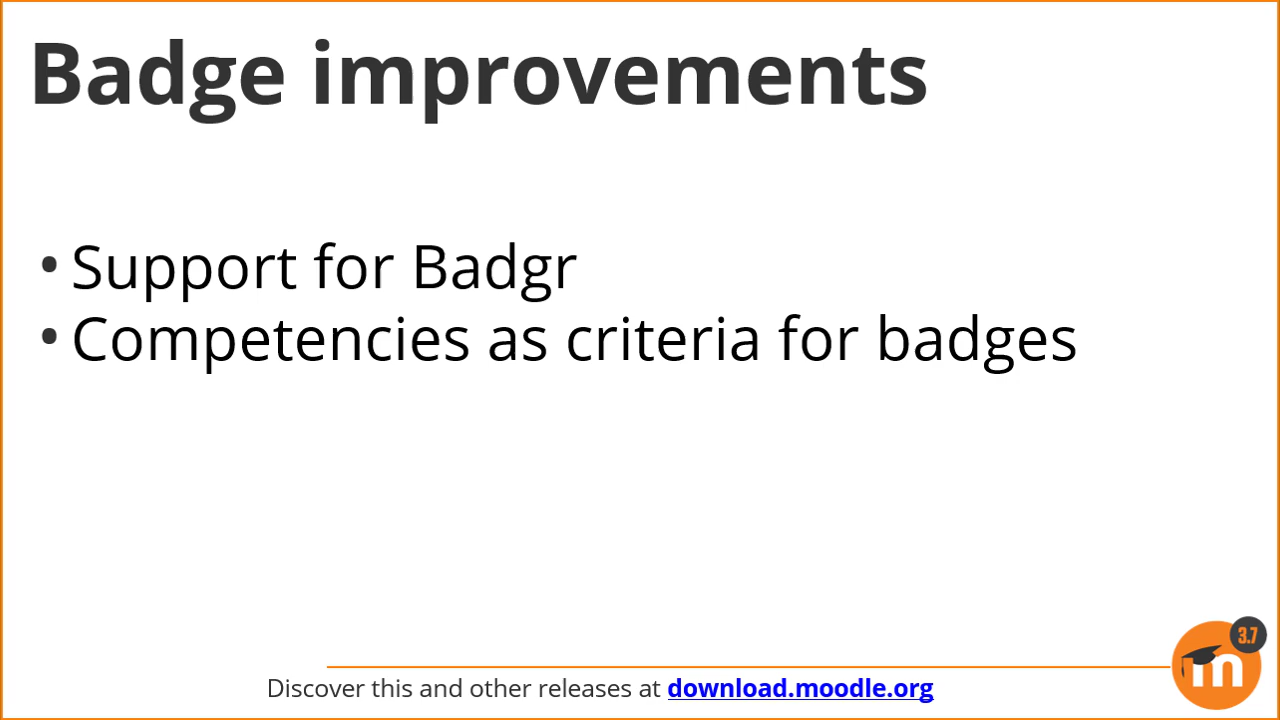 Badge improvements
• Support for Badgr
• Competencies as criteria for badges
3.7
m
Discover this and other releases at download.moodle.org